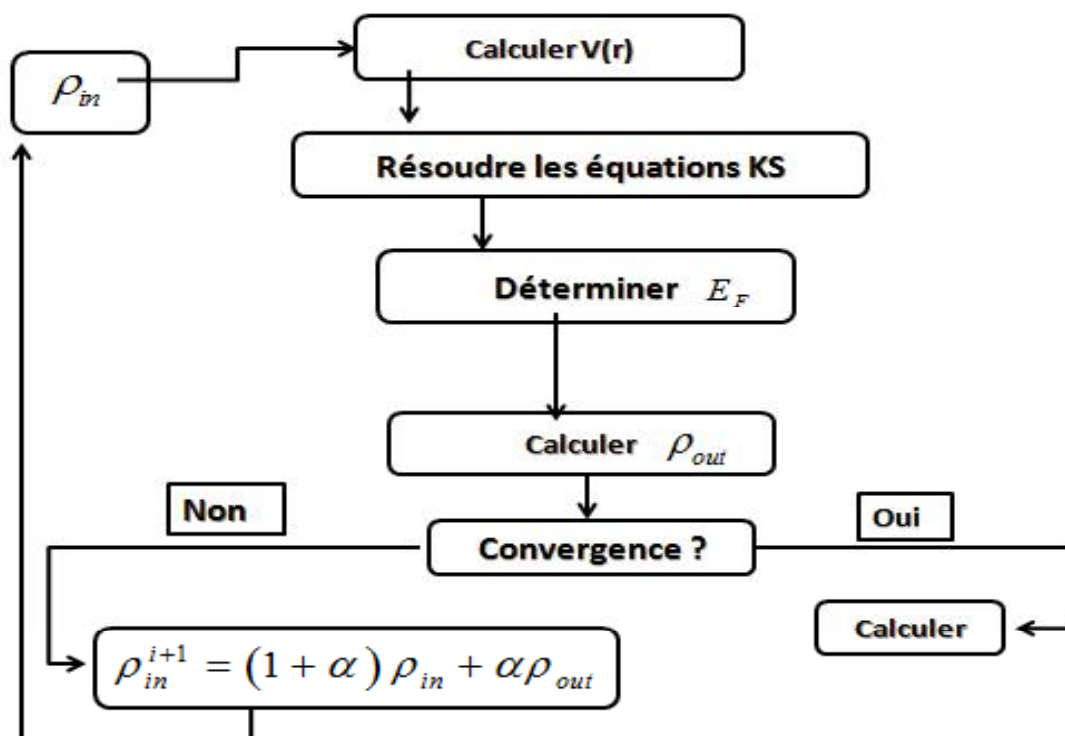 Calculer V(r)
ρ_in
Résoudre les équations KS
Déterminer E_F
Calculer ρ_out
Non
Oui
Convergence ?
Calculer
ρ_in^{i+1} = (1 + α) ρ_in + αρ_out